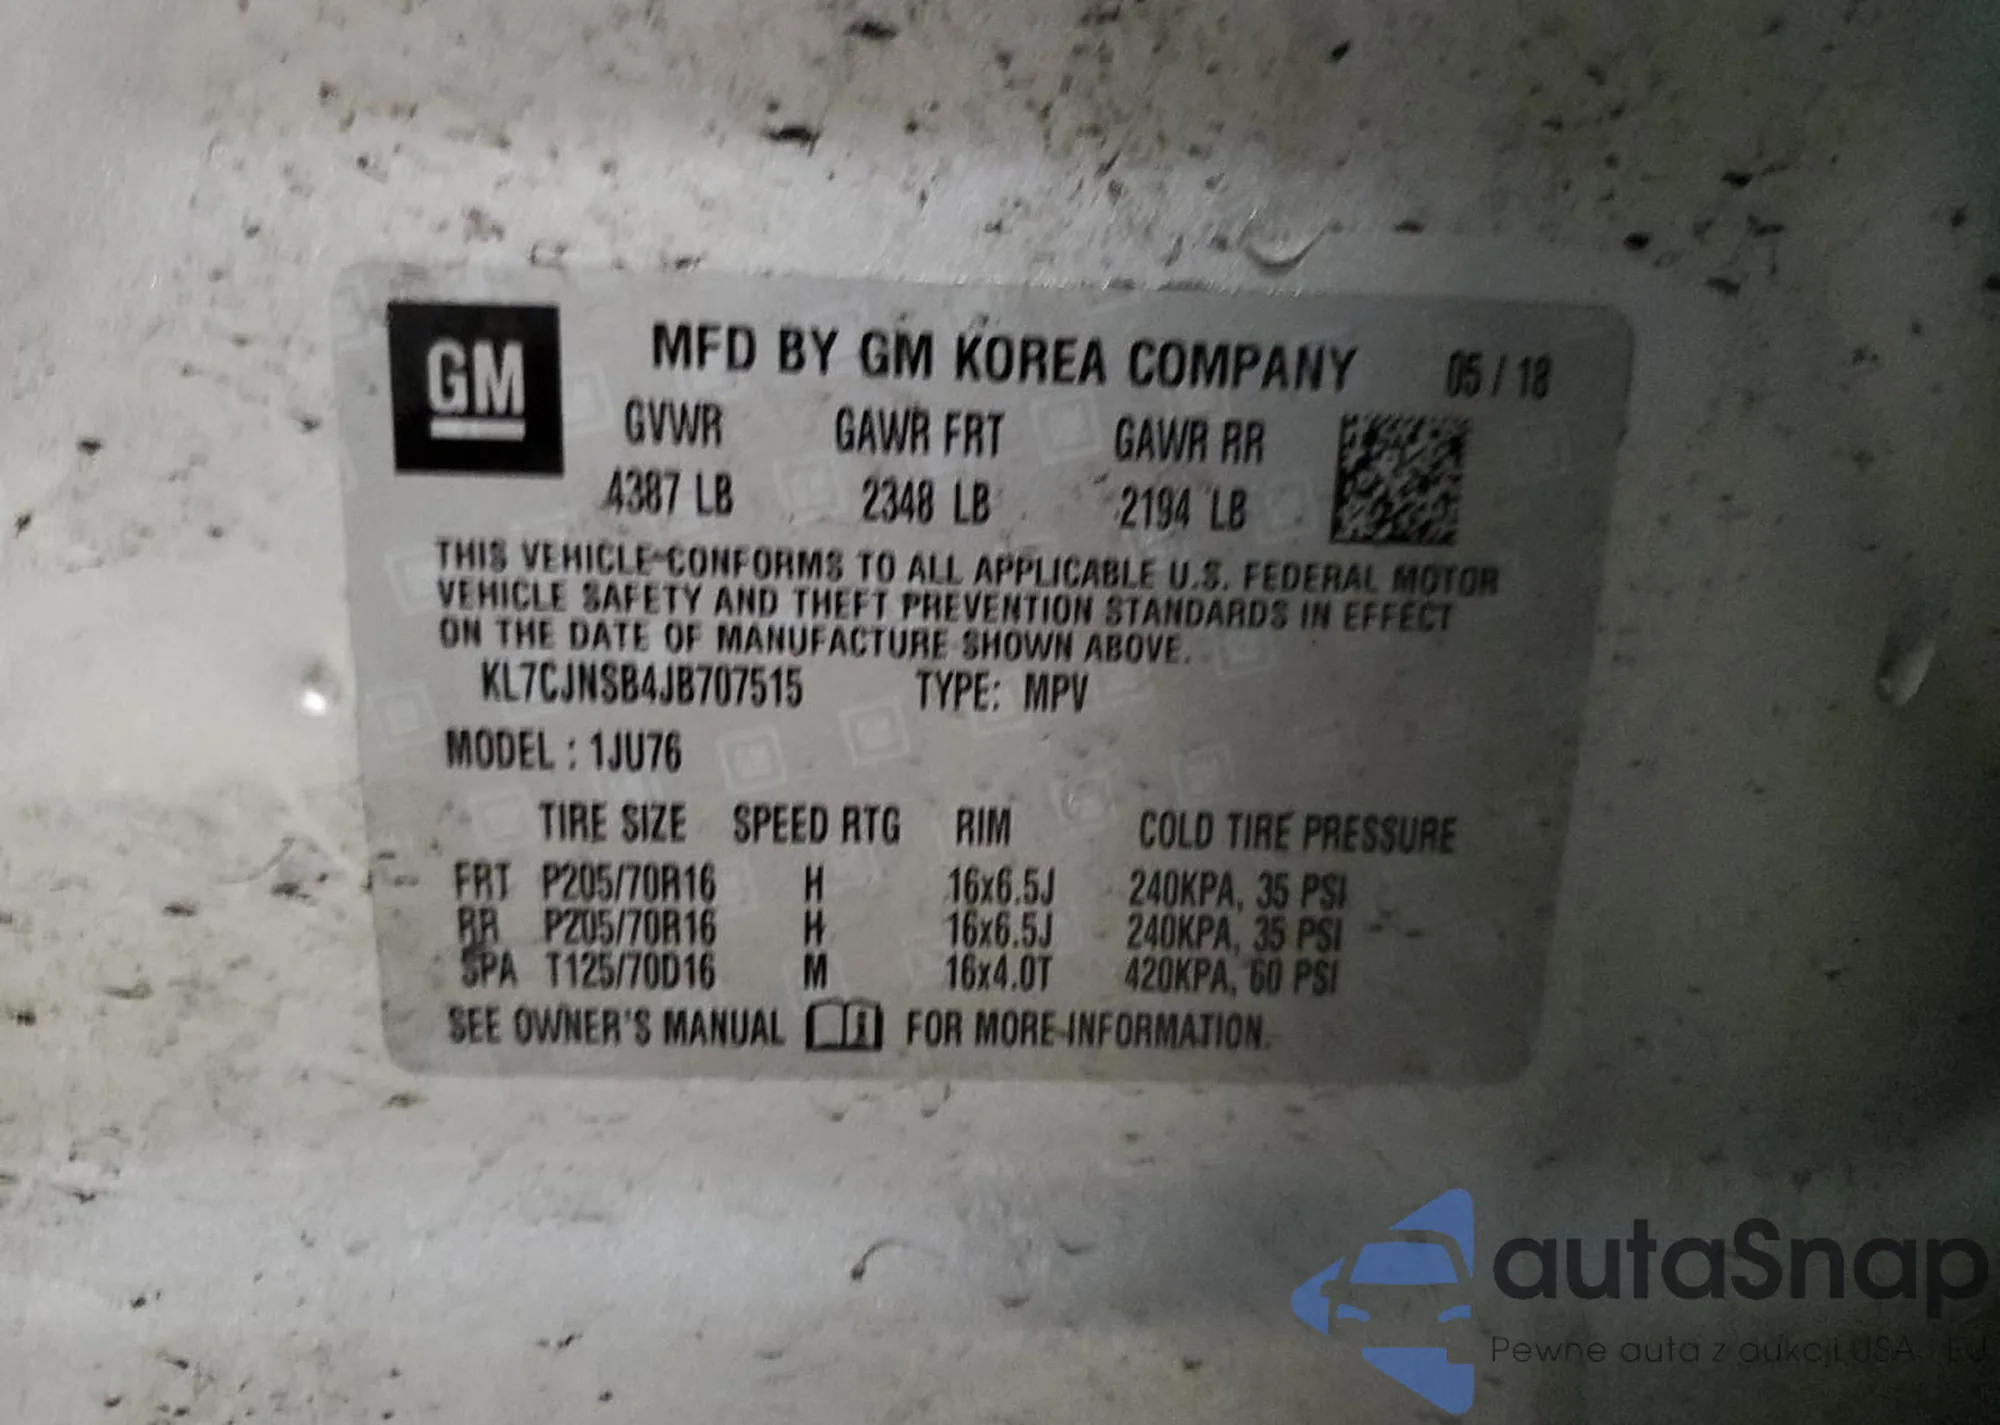 GM
MFD BY GM KOREA COMPANY 05 / 18
GVWR GAWR FRT GAWR RR
4387 LB 2348 LB 2194 LB
THIS VEHICLE CONFORMS TO ALL APPLICABLE U.S. FEDERAL MOTOR
VEHICLE SAFETY AND THEFT PREVENTION STANDARDS IN EFFECT
ON THE DATE OF MANUFACTURE SHOWN ABOVE.
KL7CJNSB4JB707515 TYPE: MPV
MODEL : 1JU76
TIRE SIZE SPEED RTG RIM COLD TIRE PRESSURE
FRT P205/70R16 H 16x6.5J 240KPA, 35 PSI
RR P205/70R16 H 16x6.5J 240KPA, 35 PSI
SPA T125/70D16 M 16x4.0T 420KPA, 60 PSI
SEE OWNER'S MANUAL FOR MORE INFORMATION.
autaSnap
Pewne auta z aukcji USA